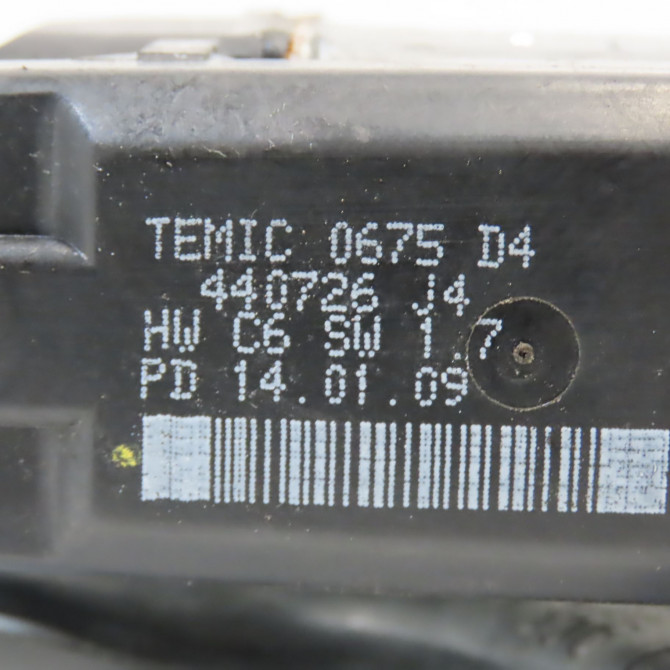 TEMIC 0675 D4
440726 J4
HW C6 SW 1.7
PD 14.01.09